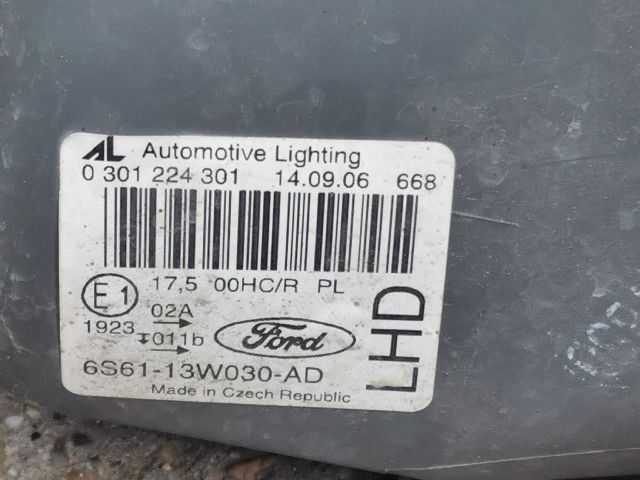 AL Automotive Lighting
0 301 224 301 14.09.06 668
17,5 00HC/R PL
E1 02A
1923 011b
Ford
6S61-13W030-AD
Made in Czech Republic
LHD